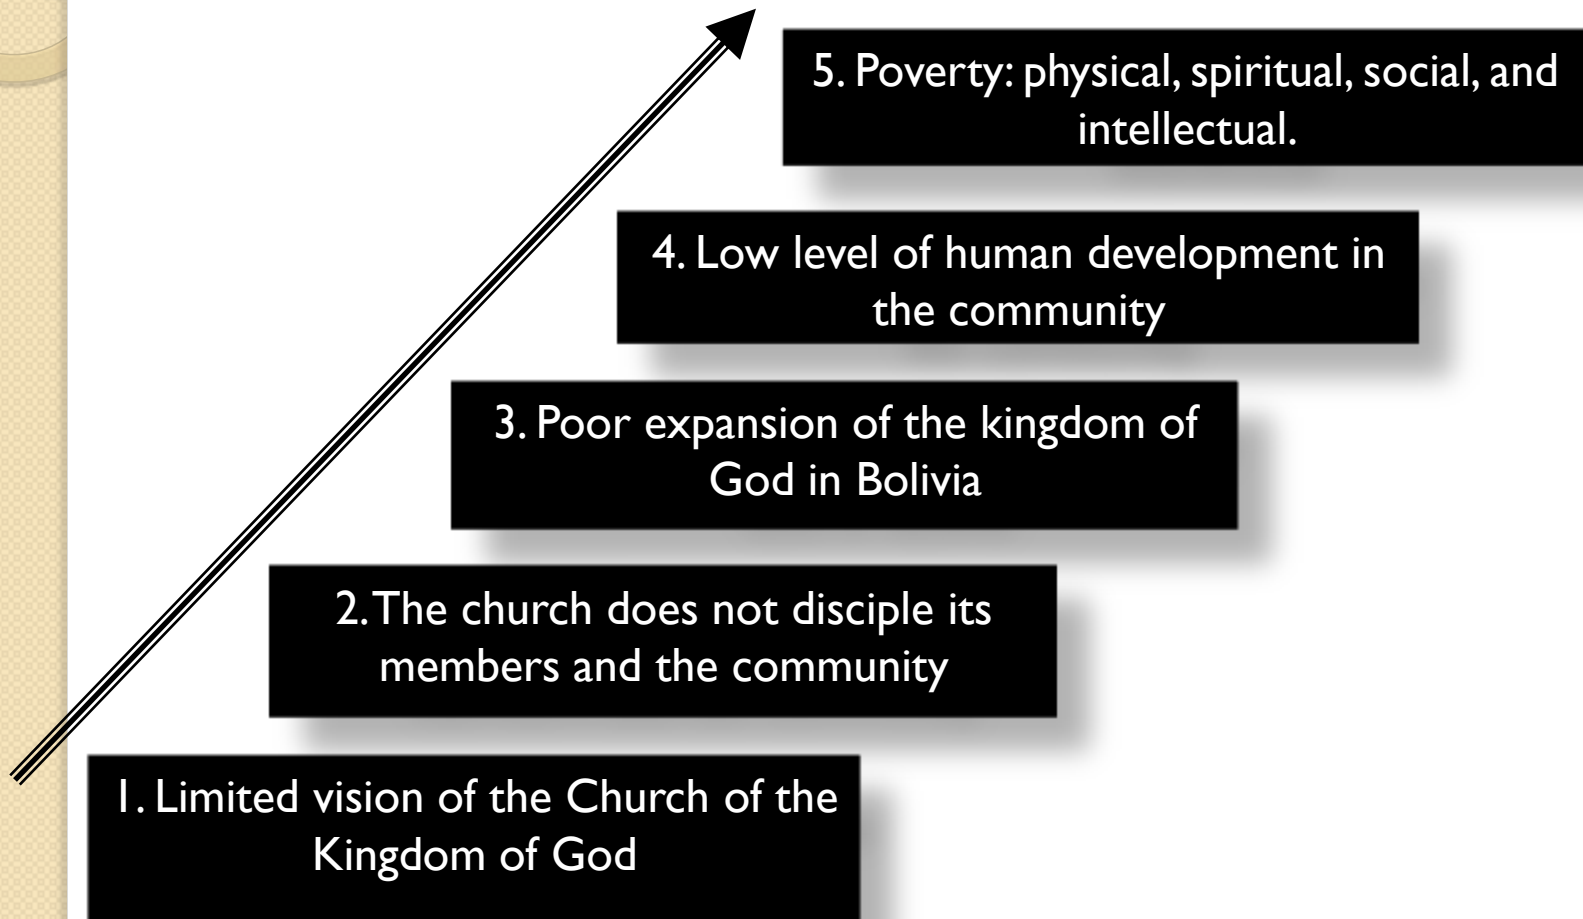 5. Poverty: physical, spiritual, social, and
intellectual.
4. Low level of human development in
the community
3. Poor expansion of the kingdom of
God in Bolivia
2. The church does not disciple its
members and the community
1. Limited vision of the Church of the
Kingdom of God